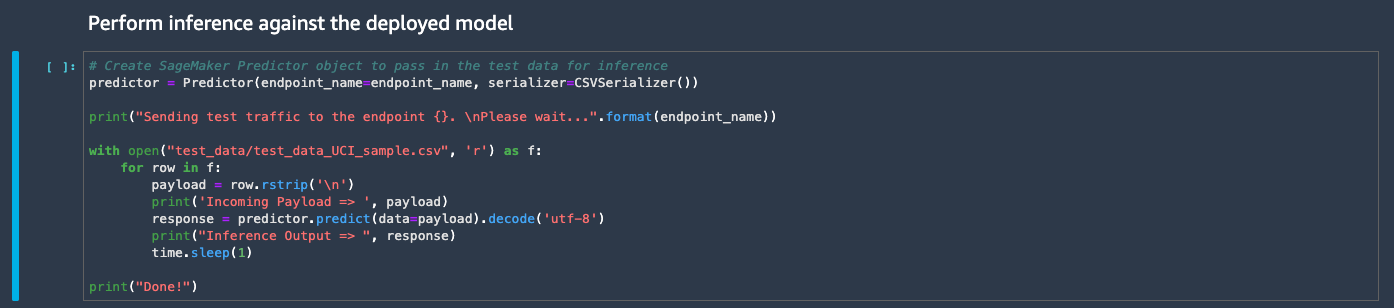 Perform inference against the deployed model
[ ]:
# Create SageMaker Predictor object to pass in the test data for inference
predictor = Predictor(endpoint_name=endpoint_name, serializer=CSVSerializer())
print("Sending test traffic to the endpoint {}. \nPlease wait...".format(endpoint_name))
with open("test_data/test_data_UCI_sample.csv", 'r') as f:
    for row in f:
        payload = row.rstrip('\n')
        print('Incoming Payload => ', payload)
        response = predictor.predict(data=payload).decode('utf-8')
        print("Inference Output => ", response)
        time.sleep(1)
print("Done!")